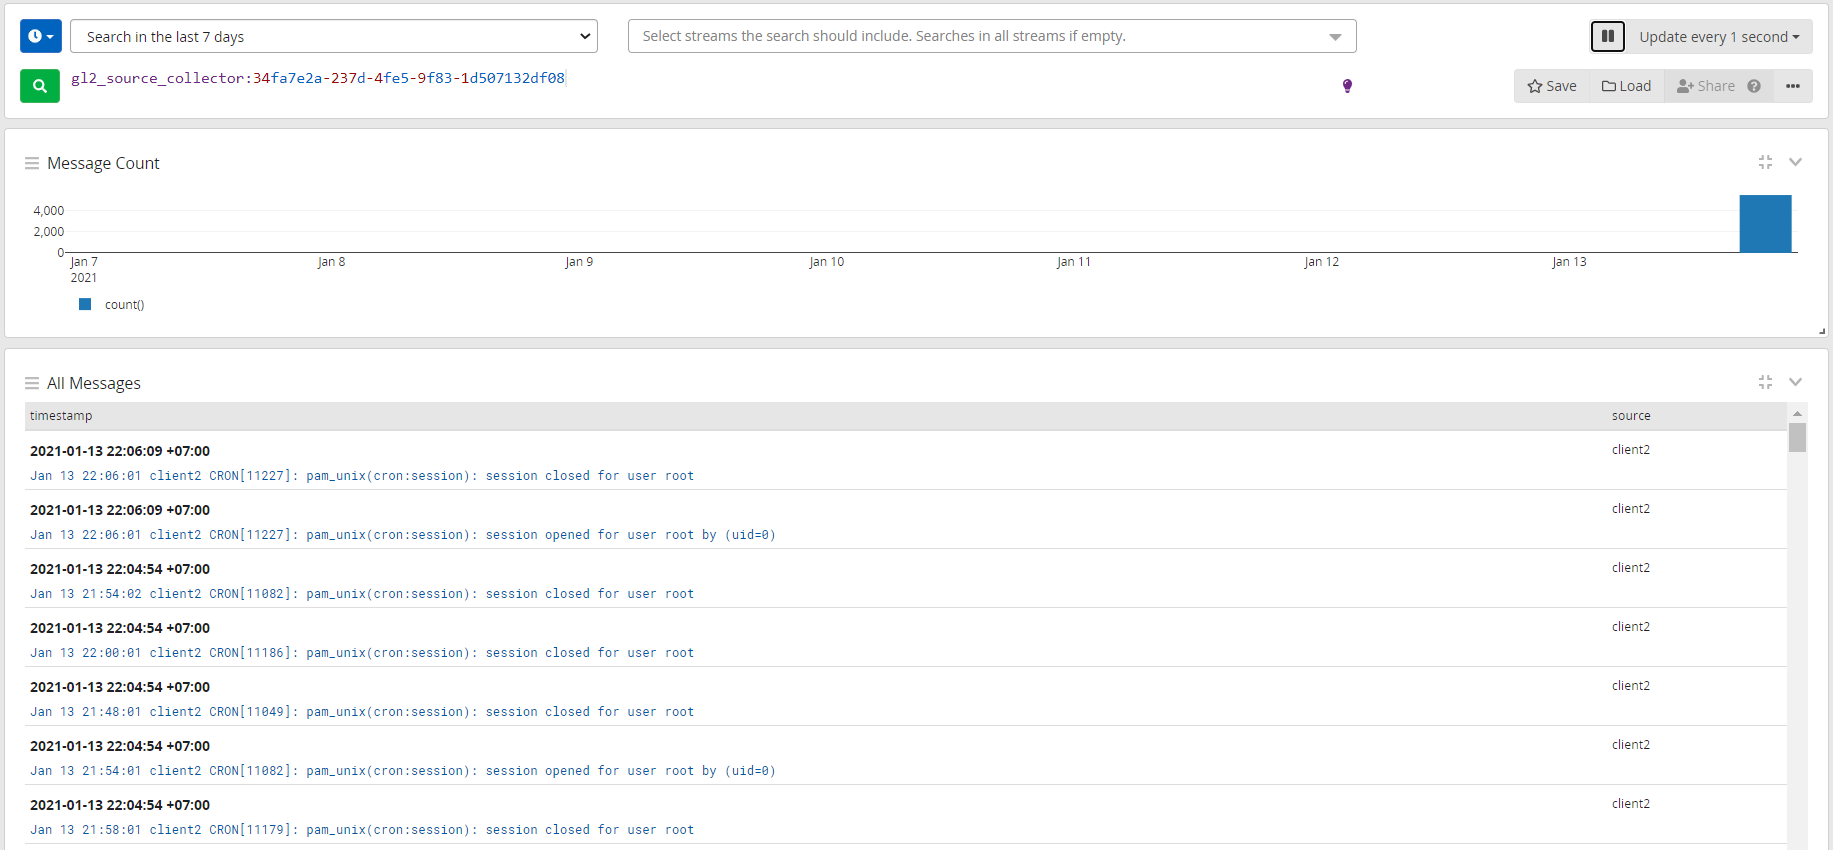 Search in the last 7 days
Select streams the search should include. Searches in all streams if empty.
Update every 1 second
gl2_source_collector:34fa7e2a-237d-4fe5-9f83-1d507132df08
Save
Load
Share
Message Count
4,000
2,000
0
Jan 7
2021
Jan 8
Jan 9
Jan 10
Jan 11
Jan 12
Jan 13
count()
All Messages
timestamp
source
2021-01-13 22:06:09 +07:00
client2
Jan 13 22:06:01 client2 CRON[11227]: pam_unix(cron:session): session closed for user root
2021-01-13 22:06:09 +07:00
client2
Jan 13 22:06:01 client2 CRON[11227]: pam_unix(cron:session): session opened for user root by (uid=0)
2021-01-13 22:04:54 +07:00
client2
Jan 13 21:54:02 client2 CRON[11082]: pam_unix(cron:session): session closed for user root
2021-01-13 22:04:54 +07:00
client2
Jan 13 22:00:01 client2 CRON[11186]: pam_unix(cron:session): session closed for user root
2021-01-13 22:04:54 +07:00
client2
Jan 13 21:48:01 client2 CRON[11049]: pam_unix(cron:session): session closed for user root
2021-01-13 22:04:54 +07:00
client2
Jan 13 21:54:01 client2 CRON[11082]: pam_unix(cron:session): session opened for user root by (uid=0)
2021-01-13 22:04:54 +07:00
client2
Jan 13 21:58:01 client2 CRON[11179]: pam_unix(cron:session): session closed for user root